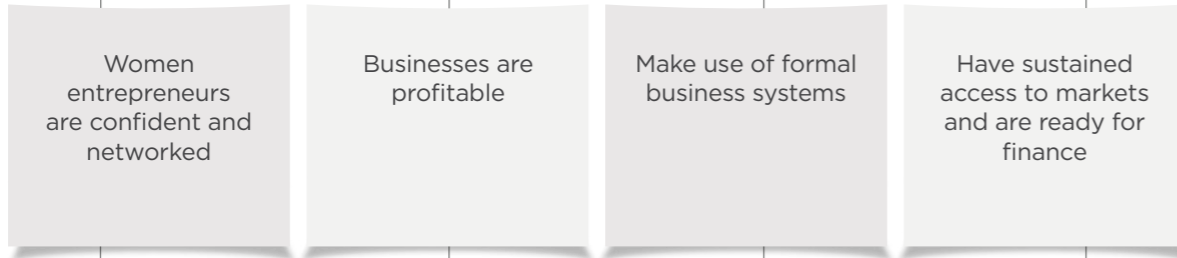 Women
entrepreneurs
are confident and
networked
Businesses are
profitable
Make use of formal
business systems
Have sustained
access to markets
and are ready for
finance